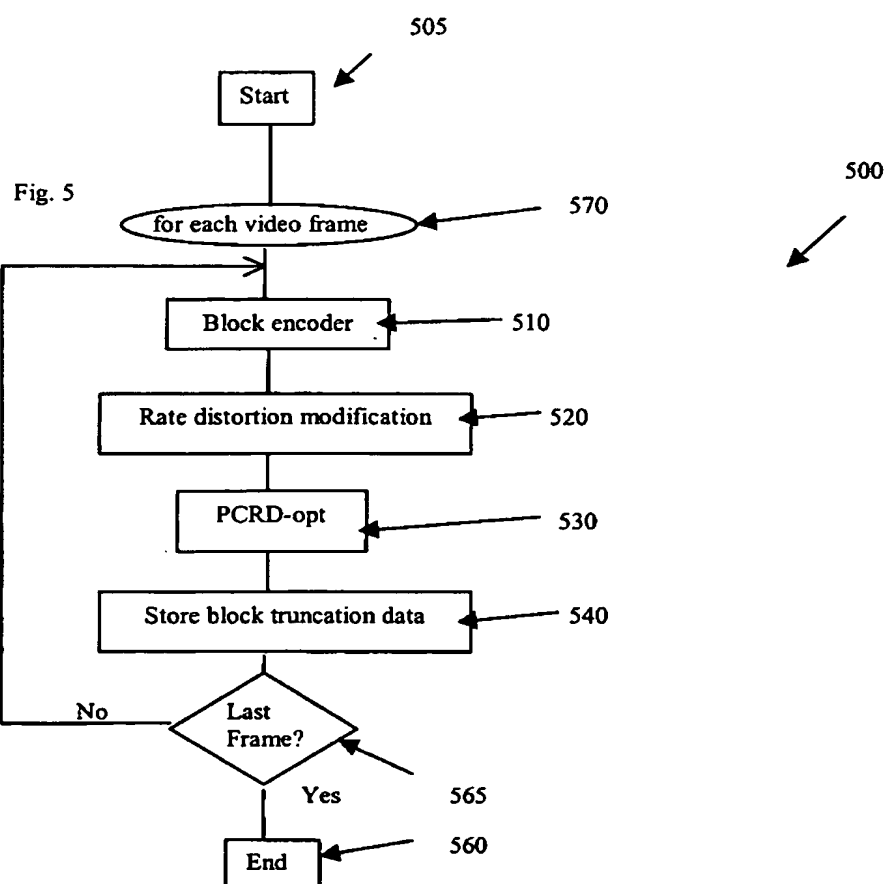 505
Start
500
Fig. 5
570
for each video frame
Block encoder
510
Rate distortion modification
520
PCRD-opt
530
Store block truncation data
540
No
Last
Frame?
Yes
565
560
End